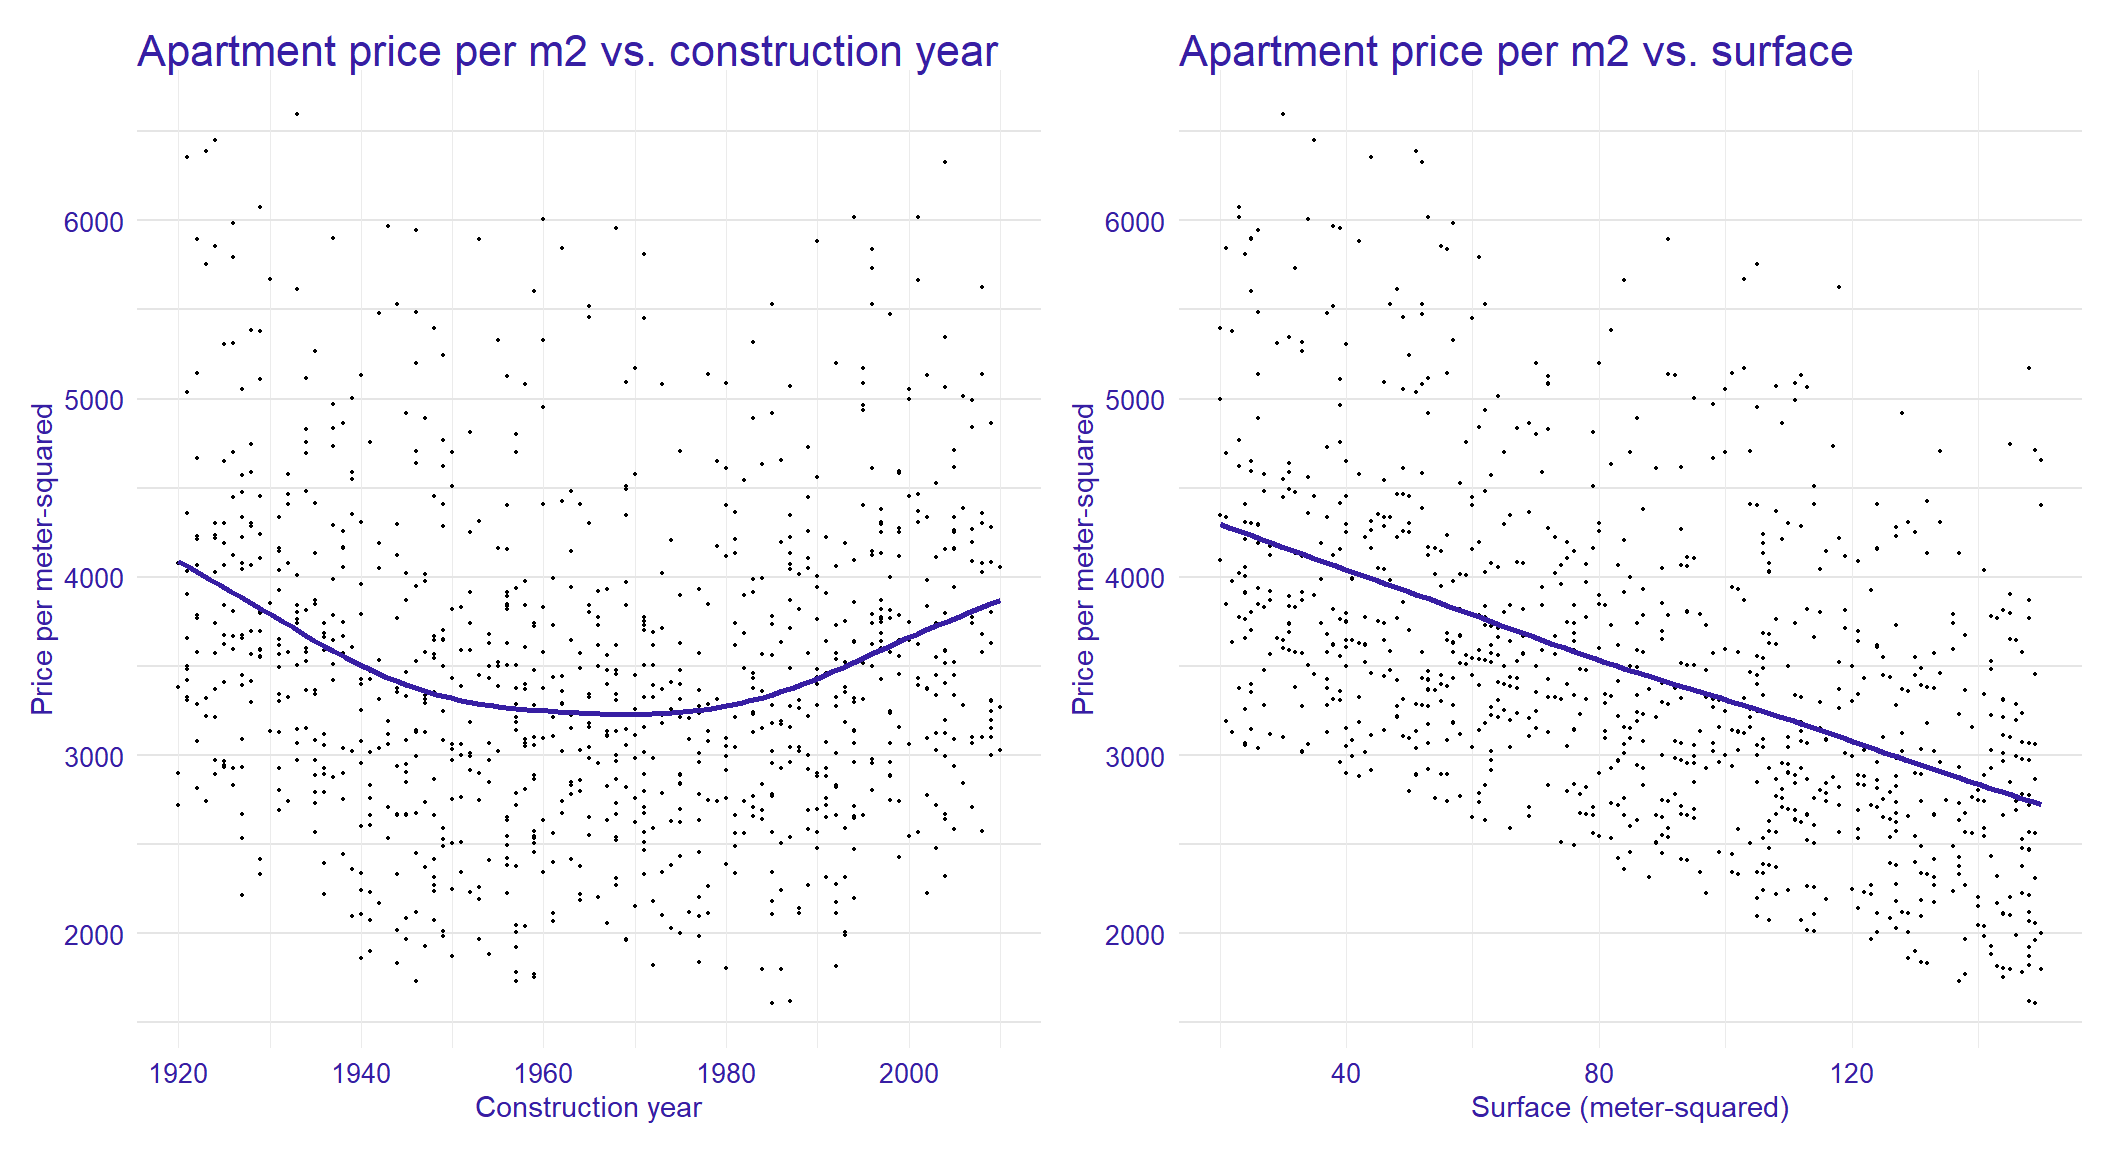 Apartment price per m2 vs. construction year
Price per meter-squared
6000
5000
4000
3000
2000
1920 1940 1960 1980 2000
Construction year
Apartment price per m2 vs. surface
Price per meter-squared
6000
5000
4000
3000
2000
40 80 120
Surface (meter-squared)